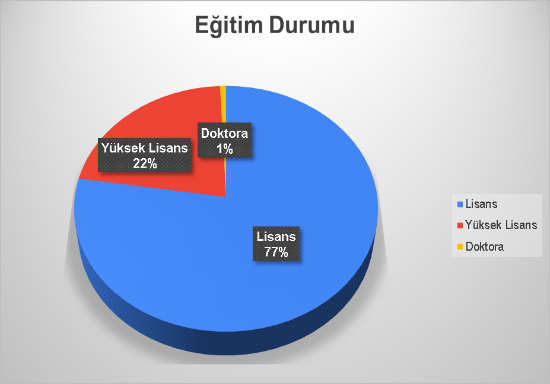 Eğitim Durumu
Yüksek Lisans
22%
Doktora
1%
Lisans
77%
Lisans
Yüksek Lisans
Doktora